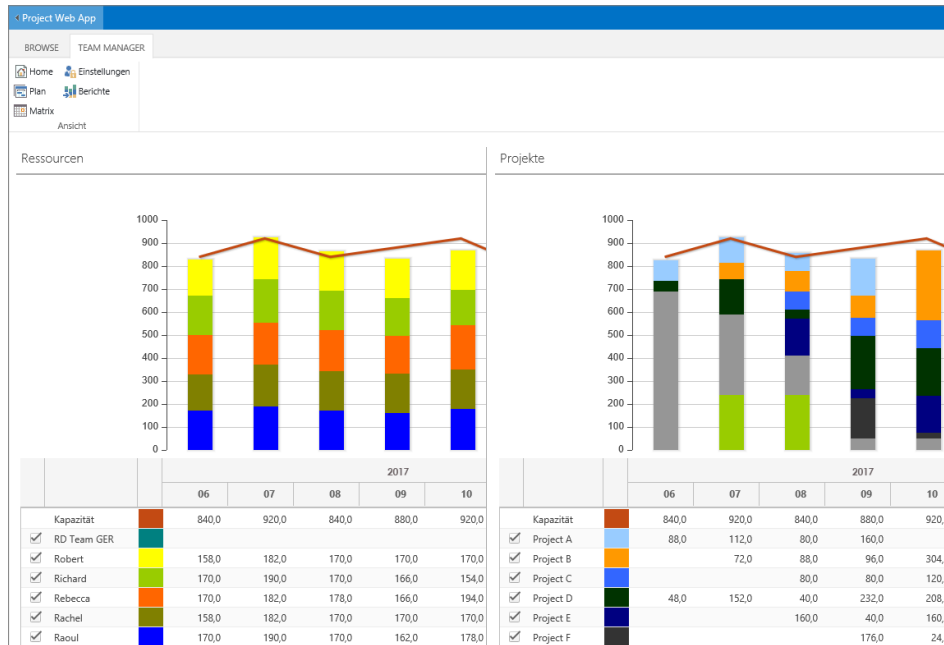 Project Web App
BROWSE TEAM MANAGER
Home Einstellungen
Plan Berichte
Matrix
Ansicht
Ressourcen
1000
900
800
700
600
500
400
300
200
100
0
2017
06 07 08 09 10
Kapazität 840,0 920,0 840,0 880,0 920,0
RD Team GER
Robert 158,0 182,0 170,0 170,0 170,0
Richard 170,0 190,0 170,0 166,0 154,0
Rebecca 170,0 182,0 178,0 166,0 194,0
Rachel 158,0 182,0 170,0 170,0 170,0
Raoul 170,0 190,0 170,0 162,0 178,0
Projekte
1000
900
800
700
600
500
400
300
200
100
0
2017
06 07 08 09 10
Kapazität 840,0 920,0 840,0 880,0 920,
Project A 88,0 112,0 80,0 160,0
Project B 72,0 88,0 96,0 304,
Project C 80,0 80,0 120,
Project D 48,0 152,0 40,0 232,0 208,
Project E 160,0 40,0 160,
Project F 176,0 24,